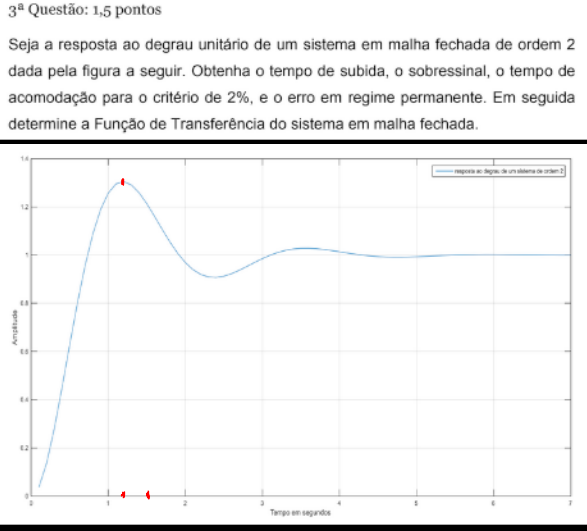 3ª Questão: 1,5 pontos
Seja a resposta ao degrau unitário de um sistema em malha fechada de ordem 2
dada pela figura a seguir. Obtenha o tempo de subida, o sobressinal, o tempo de
acomodação para o critério de 2%, e o erro em regime permanente. Em seguida
determine a Função de Transferência do sistema em malha fechada.
1.4
resposta ao degrau de um sistema de ordem 2
1.2
1
0.8
0.6
0.4
0.2
0
Amplitude
0 1 2 3 4 5 6 7
Tempo em segundos